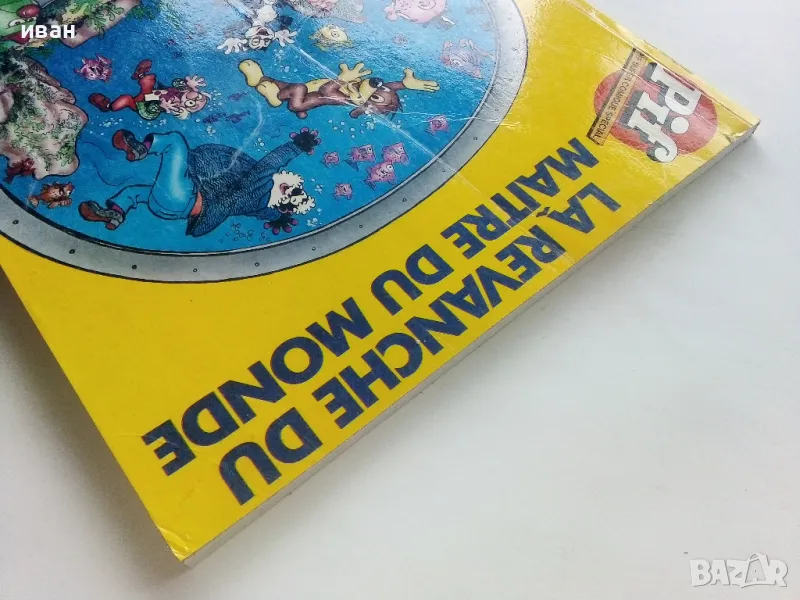 иван
Pif
LA REVANCHE DU
MAÎTRE DU MONDE
BAZAR